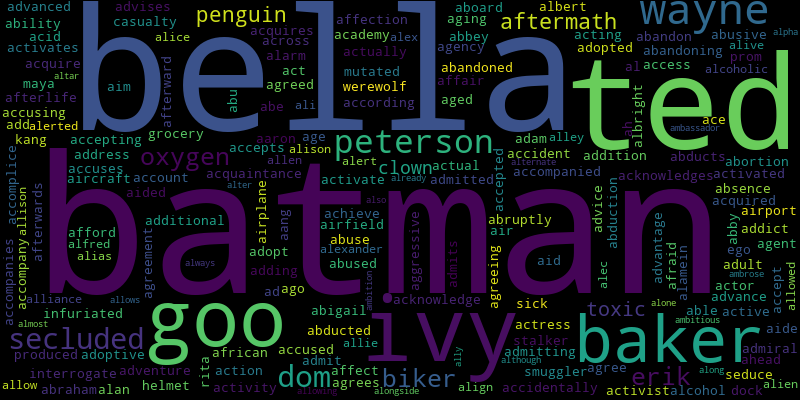 advanced advises affection aboard albert wayne
ability casualty penguin acquires academy alex aging acting aftermath abusive alpha
acid alice across actually agency abbey adopted abandon alive
activates alarm abandoning prom
acquire aim afterward act mutated abandoned al access alcoholic
altar maya bella agreed werewolf affair ted
afterlife abu abe ali according aged albright
accusing ace
add alerted kang grocery aaron age peterson adam alley ah ambassador
accepting accepts alison accident addition abducts abortion
address oxygen allen alert clown actual alternate
accomplice accuses acquaintance activate already admitted accompanied acknowledges activated
aircraft account aided alter also accepted absence
allison batman airplane achieve advice abduction acquired
afterwards additional aang airfield aggressive abruptly abby airport
afford abuse air advantage addict
alfred agreement adopt alexander admits afraid ego agent
alias always adding abused agreeing aid alec alamein adult ambrose
accompanies accompany ad ago ambition actor accept allowed
alliance allows goo abigail acknowledge ivy sick toxic able advance active
infuriated almost abducted actress alone ambitious baker aide
secluded african accused allie stalker admiral
produced adoptive rita admit ally admitting agree ahead
interrogate adventure action dom affect biker although smuggler erik along seduce
allow abraham alan helmet activity agrees alongside align accidentally activist alcohol dock alien